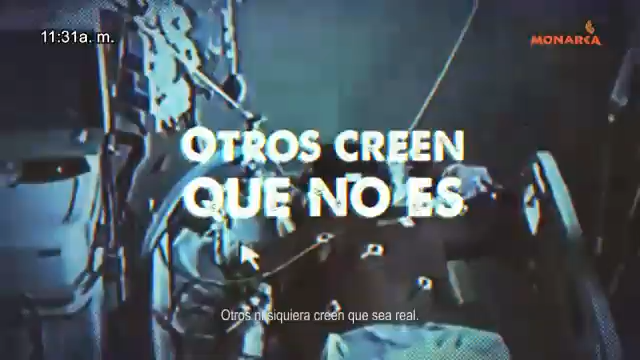 11:31a. m.
MONARCA
OTROS CREEN
QUE NO ES
Otros ni siquiera creen que sea real.